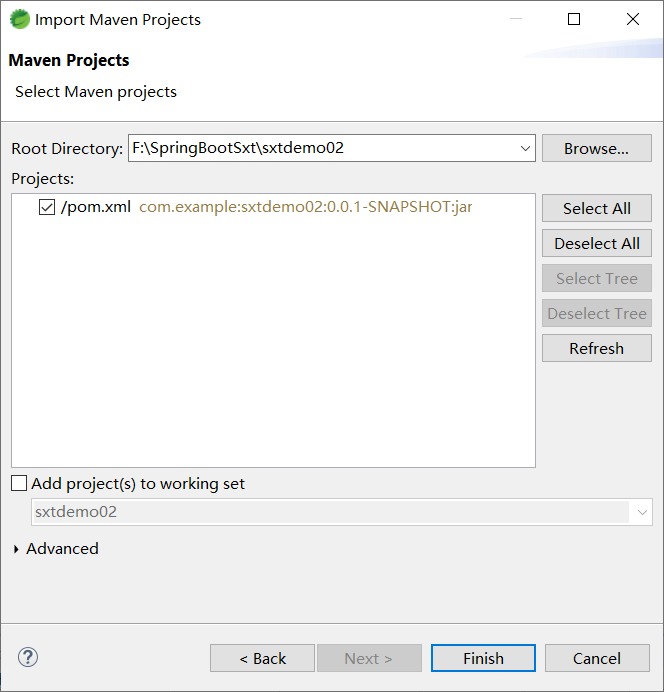 Import Maven Projects
Maven Projects
Select Maven projects
Root Directory: F:\SpringBootSxt\sxtdemo02 Browse...
Projects:
/pom.xml com.example:sxtdemo02:0.0.1-SNAPSHOT:jar
Select All
Deselect All
Select Tree
Deselect Tree
Refresh
Add project(s) to working set
sxtdemo02
Advanced
? < Back Next > Finish Cancel